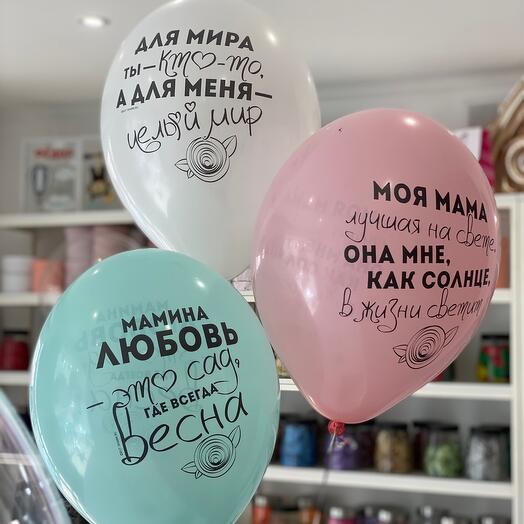 ДЛЯ МИРА
ТЫ — КТО-ТО,
А ДЛЯ МЕНЯ —
целый мир
МОЯ МАМА
лучшая на свете,
ОНА МНЕ,
КАК СОЛНЦЕ,
в жизни светит
МАМИНА
ЛЮБОВЬ
— это сад,
ГДЕ ВСЕГДА
Весна